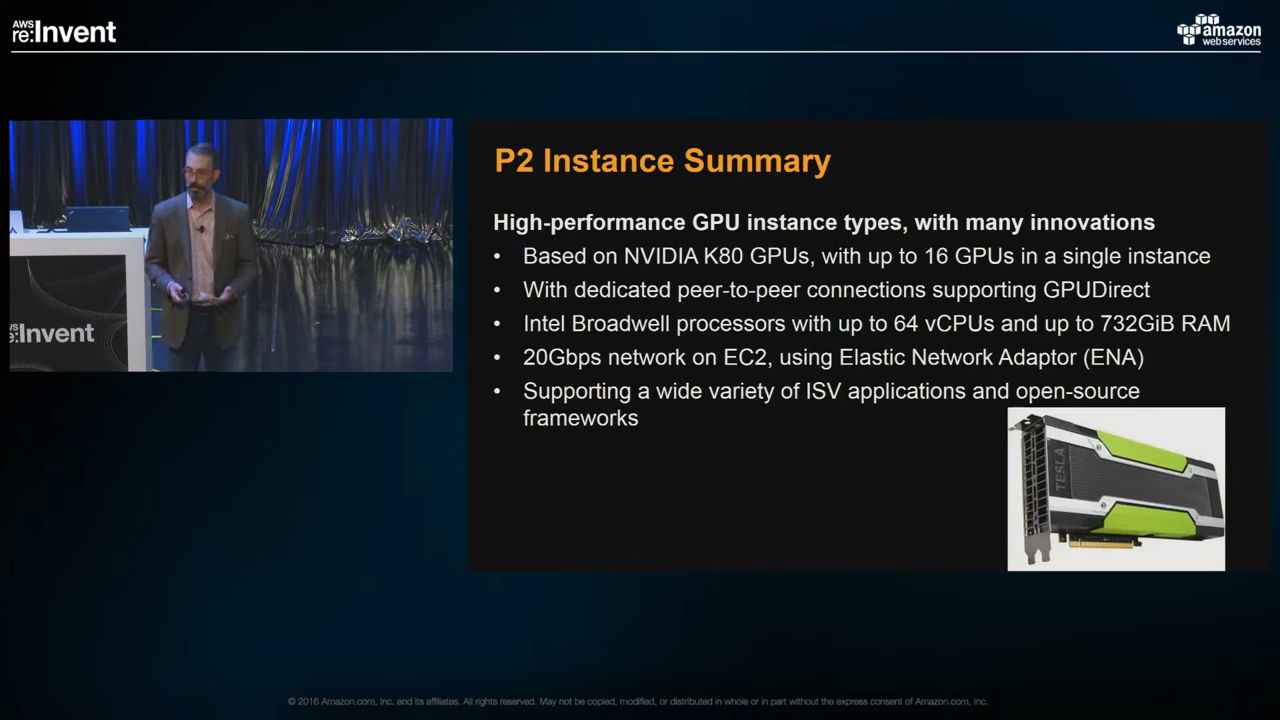 AWS
re:Invent
amazon
web services
P2 Instance Summary
High-performance GPU instance types, with many innovations
• Based on NVIDIA K80 GPUs, with up to 16 GPUs in a single instance
• With dedicated peer-to-peer connections supporting GPUDirect
• Intel Broadwell processors with up to 64 vCPUs and up to 732GiB RAM
• 20Gbps network on EC2, using Elastic Network Adaptor (ENA)
• Supporting a wide variety of ISV applications and open-source
frameworks
WS
:Invent
TESLA
© 2016 Amazon.com, Inc. and its affiliates. All rights reserved. May not be copied, modified, or distributed in whole or in part without the express consent of Amazon.com, Inc.